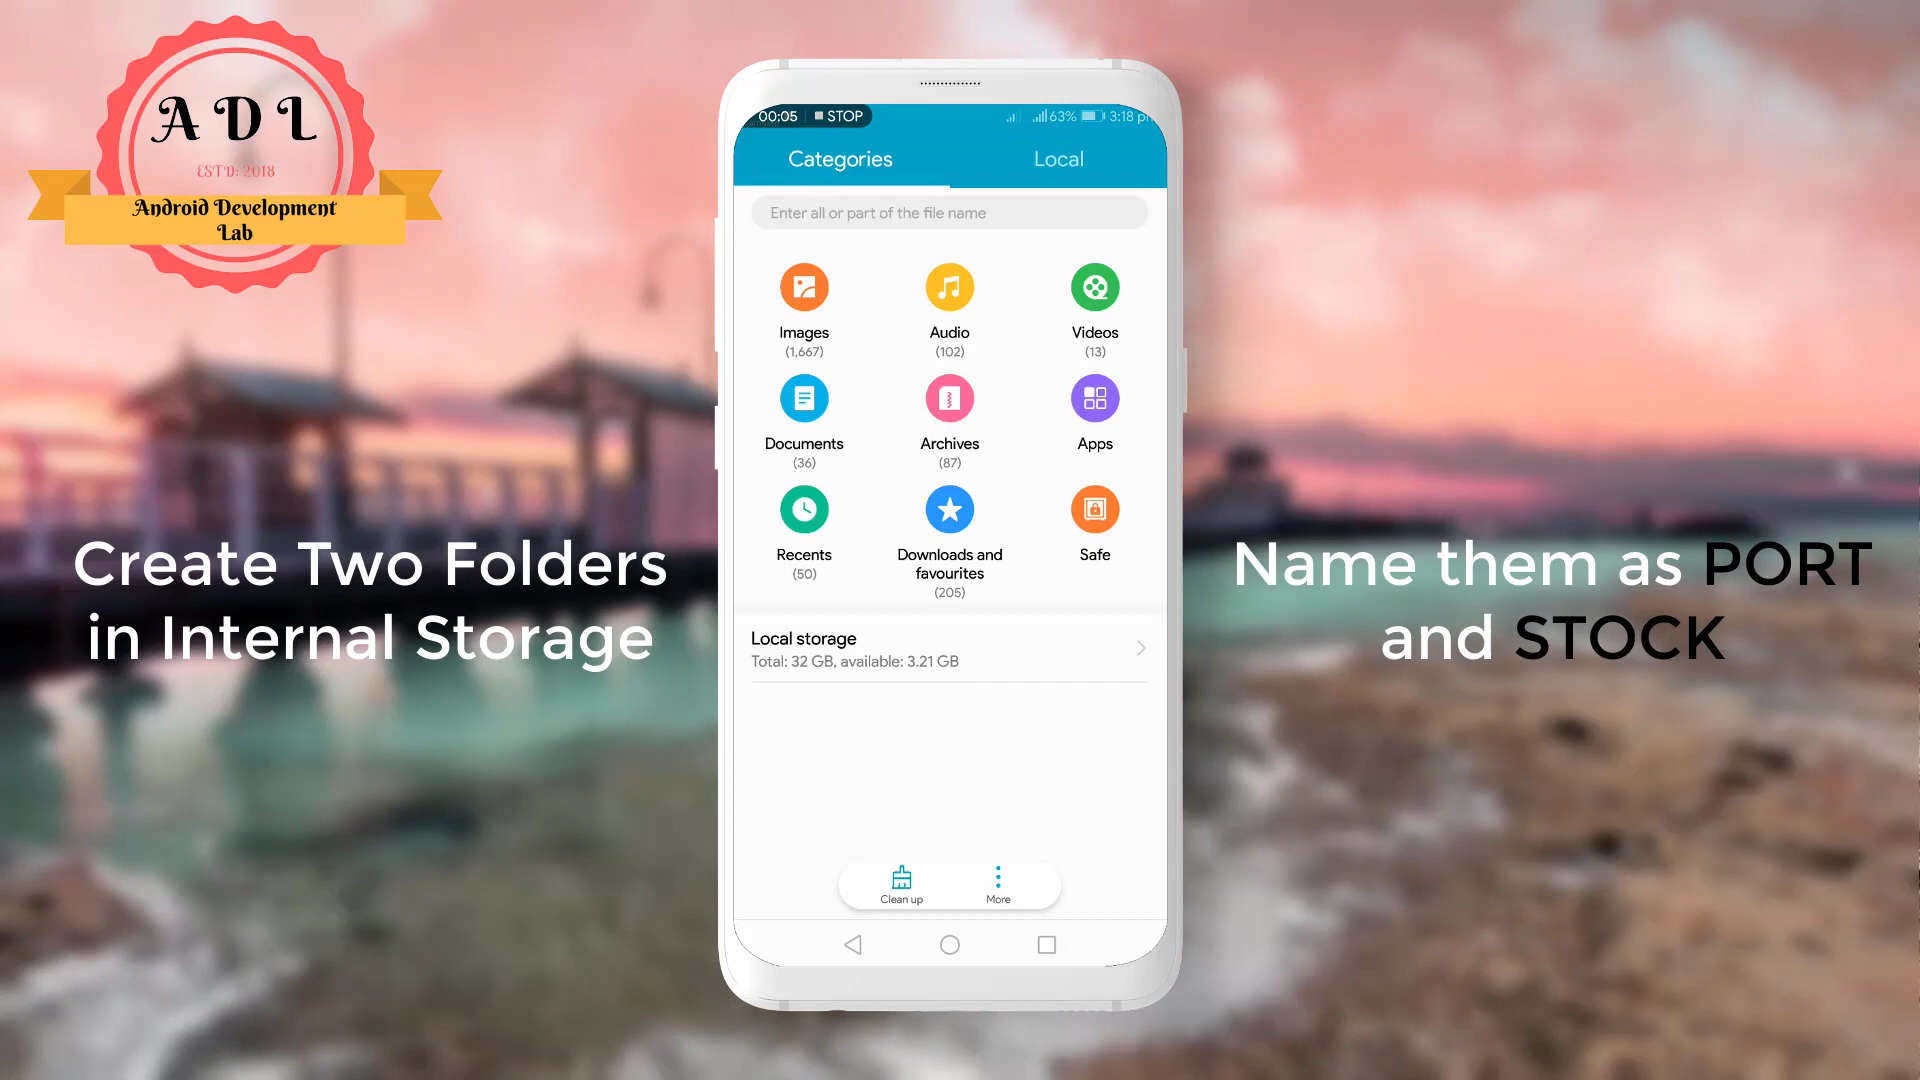 A D L
EST'D: 2018
Android Development
Lab
Create Two Folders
in Internal Storage
00:05 STOP
63% 3:18 pm
Categories Local
Enter all or part of the file name
Images Audio Videos
(1,667) (102) (13)
Documents Archives Apps
(36) (87)
Recents Downloads and Safe
favourites
(50) (205)
Local storage
Total: 32 GB, available: 3.21 GB
Clean up More
Name them as PORT
and STOCK